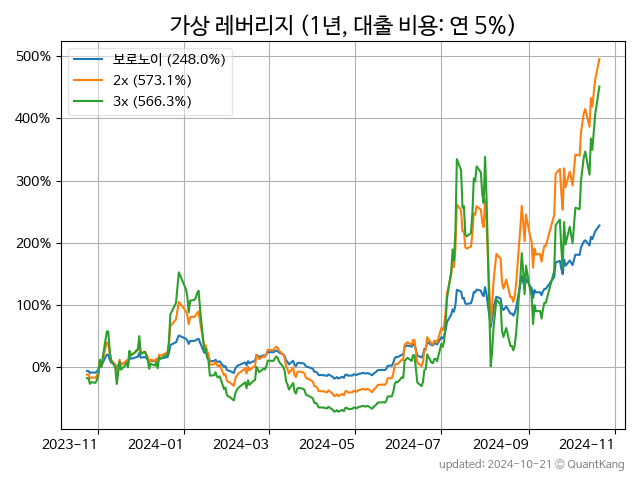 가상 레버리지 (1년, 대출 비용: 연 5%)
보로노이 (248.0%)
2x (573.1%)
3x (566.3%)
500%
400%
300%
200%
100%
0%
2023-11 2024-01 2024-03 2024-05 2024-07 2024-09 2024-11
updated: 2024-10-21 © QuantKang